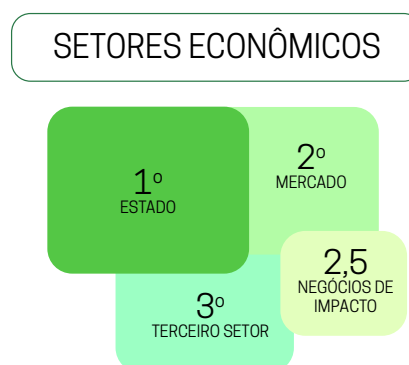 SETORES ECONÔMICOS
1º
ESTADO
2º
MERCADO
2,5
NEGÓCIOS DE
IMPACTO
3º
TERCEIRO SETOR